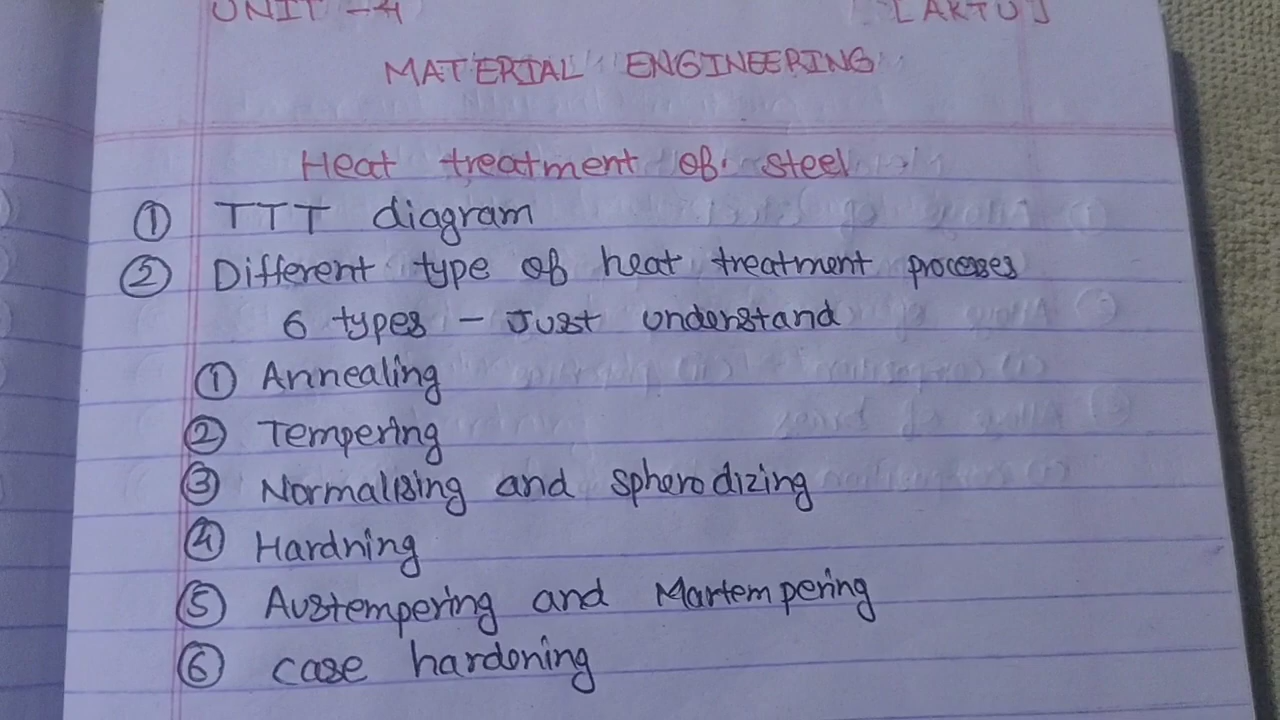 UNIT - 4 [AKTU]
MATERIAL ENGINEERING
Heat treatment of steel
① TTT diagram
② Different type of heat treatment processes
6 types - Just understand
① Annealing
② Tempering
③ Normalising and spherodizing
④ Hardning
⑤ Austempering and Martempering
⑥ case hardening